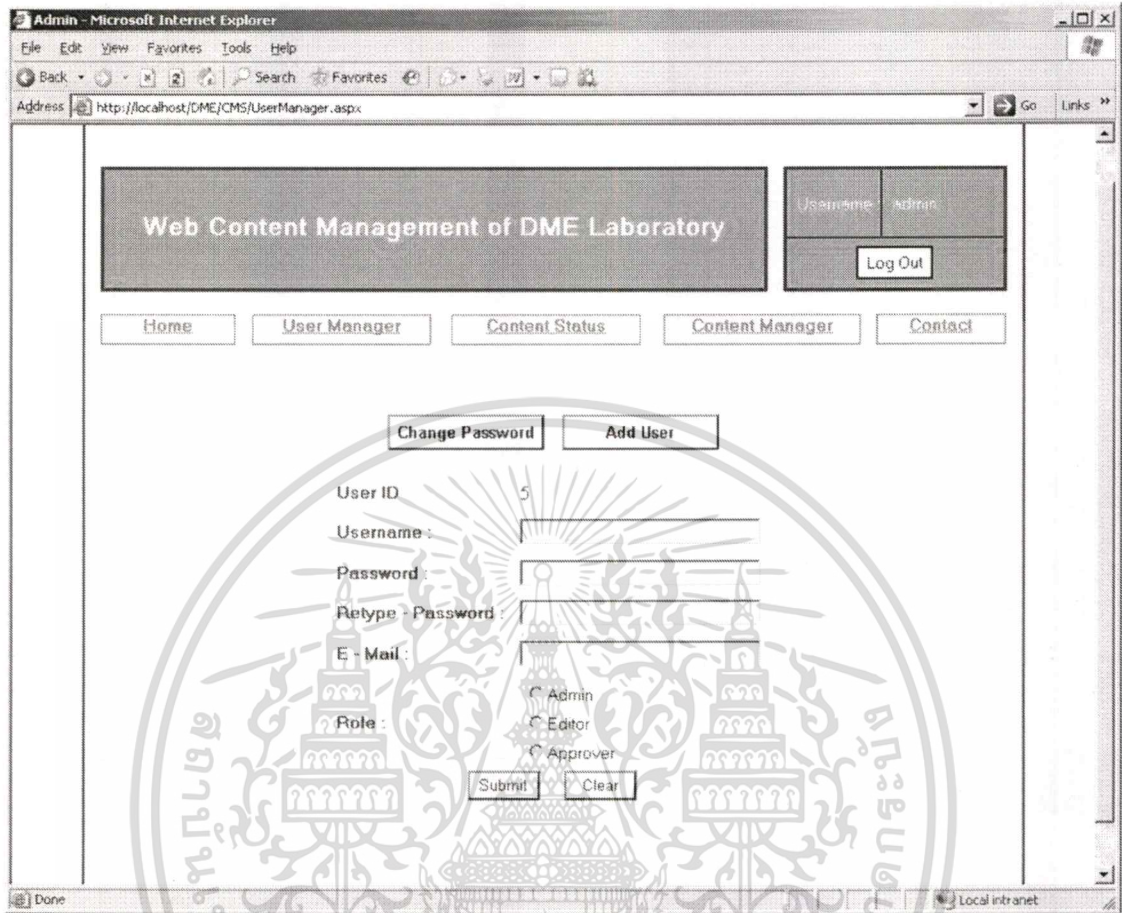 Admin - Microsoft Internet Explorer
File Edit View Favorites Tools Help
Back Search Favorites
Address http://localhost/DME/CMS/UserManager.aspx Go Links »
Web Content Management of DME Laboratory
Username admin
Log Out
Home User Manager Content Status Content Manager Contact
Change Password Add User
User ID 5
Username :
Password :
Retype - Password :
E - Mail :
Role :
Admin
Editor
Approver
Submit Clear
Done Local intranet